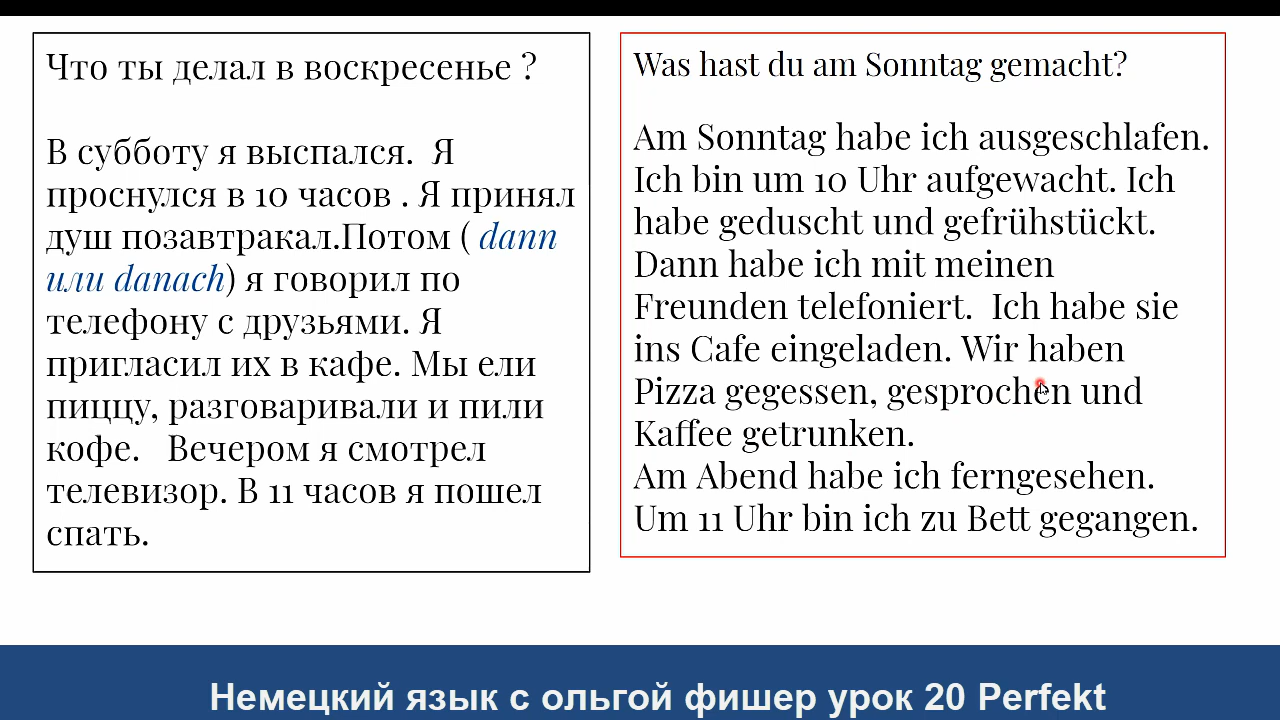 Что ты делал в воскресенье ?
В субботу я выспался. Я
проснулся в 10 часов . Я принял
душ позавтракал.Потом ( dann
или danach) я говорил по
телефону с друзьями. Я
пригласил их в кафе. Мы ели
пиццу, разговаривали и пили
кофе. Вечером я смотрел
телевизор. В 11 часов я пошел
спать.
Was hast du am Sonntag gemacht?
Am Sonntag habe ich ausgeschlafen.
Ich bin um 10 Uhr aufgewacht. Ich
habe geduscht und gefrühstückt.
Dann habe ich mit meinen
Freunden telefoniert. Ich habe sie
ins Cafe eingeladen. Wir haben
Pizza gegessen, gesprochen und
Kaffee getrunken.
Am Abend habe ich ferngesehen.
Um 11 Uhr bin ich zu Bett gegangen.
Немецкий язык с ольгой фишер урок 20 Perfekt